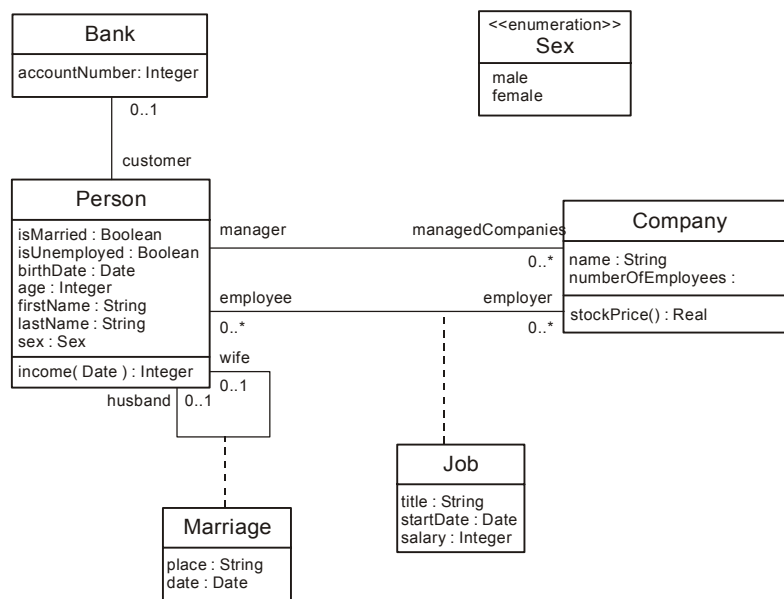 Bank
accountNumber: Integer
0..1
customer
<<enumeration>>
Sex
male
female
Person
isMarried : Boolean
isUnemployed : Boolean
birthDate : Date
age : Integer
firstName : String
lastName : String
sex : Sex
income( Date ) : Integer
manager
managedCompanies
0..*
employee
employer
0..*
0..*
Company
name : String
numberOfEmployees :
stockPrice() : Real
wife
0..1
husband
0..1
Job
title : String
startDate : Date
salary : Integer
Marriage
place : String
date : Date